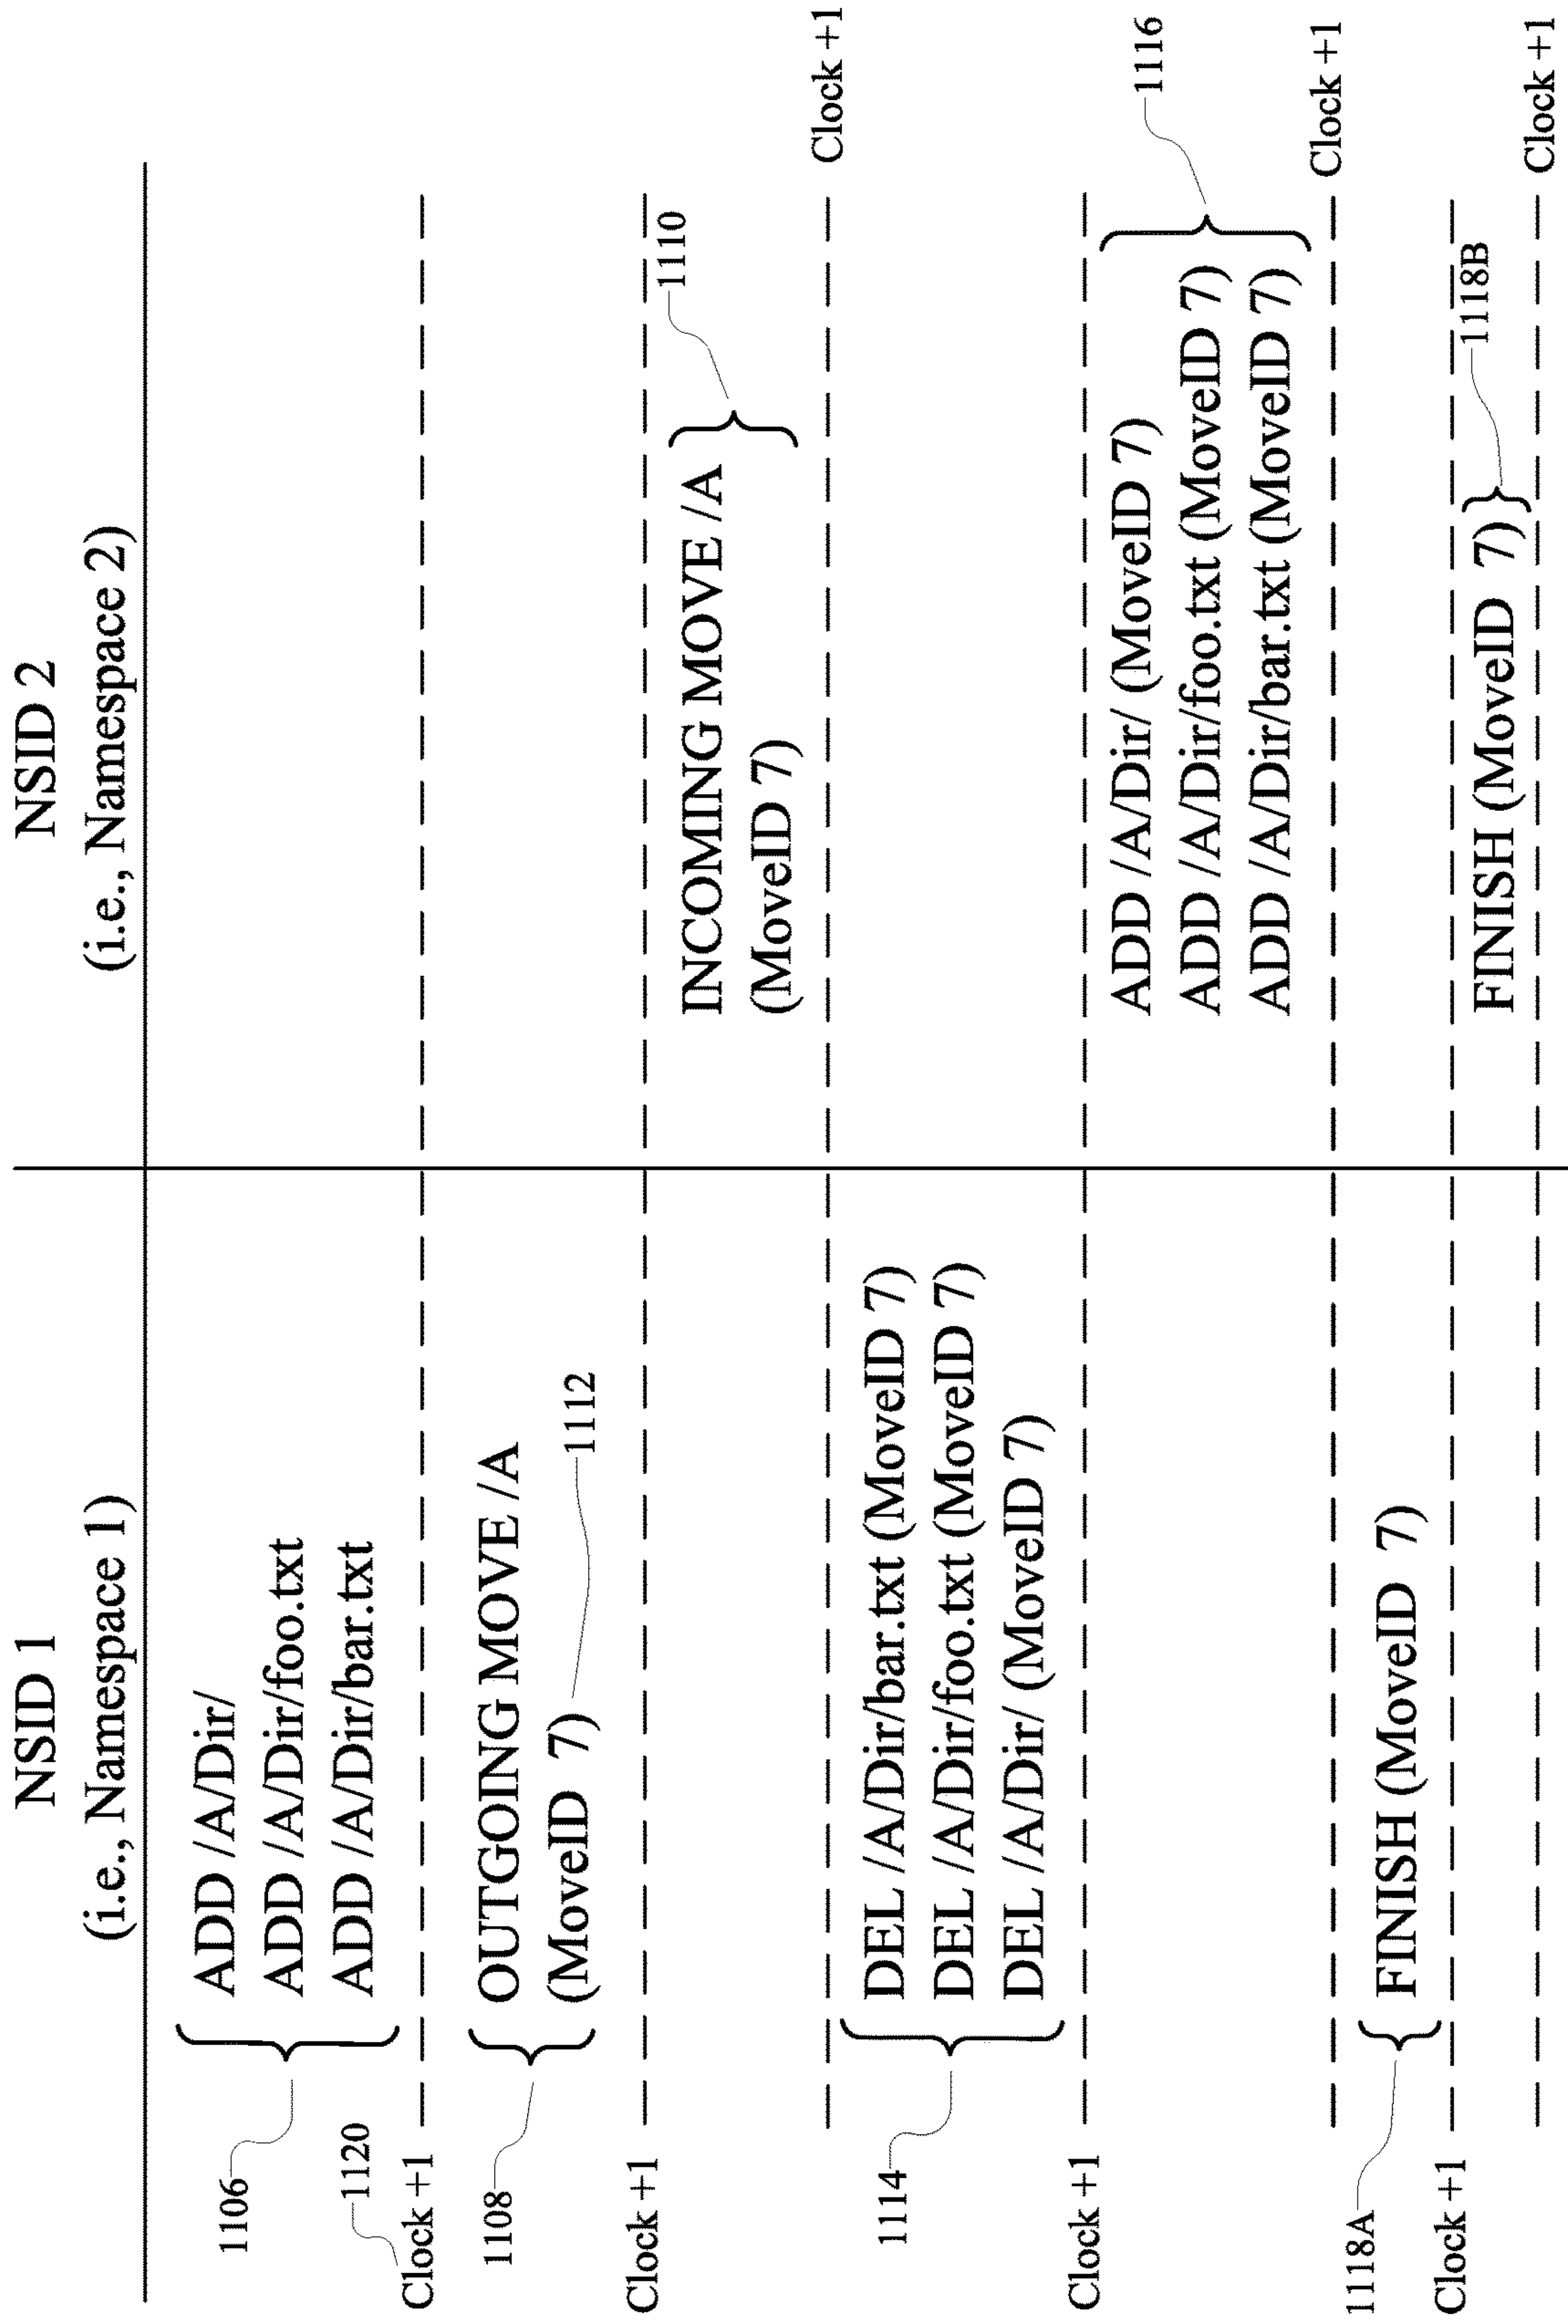 NSID 1
(i.e., Namespace 1)
NSID 2
(i.e., Namespace 2)
1106
ADD /A/Dir/
ADD /A/Dir/foo.txt
ADD /A/Dir/bar.txt
1120
Clock +1
1108
OUTGOING MOVE /A
(MoveID 7)
1112
Clock +1
INCOMING MOVE /A
(MoveID 7)
1110
Clock +1
1114
DEL /A/Dir/bar.txt (MoveID 7)
DEL /A/Dir/foo.txt (MoveID 7)
DEL /A/Dir/ (MoveID 7)
Clock +1
ADD /A/Dir/ (MoveID 7)
ADD /A/Dir/foo.txt (MoveID 7)
ADD /A/Dir/bar.txt (MoveID 7)
1116
Clock +1
1118A
FINISH (MoveID 7)
Clock +1
FINISH (MoveID 7)
1118B
Clock +1